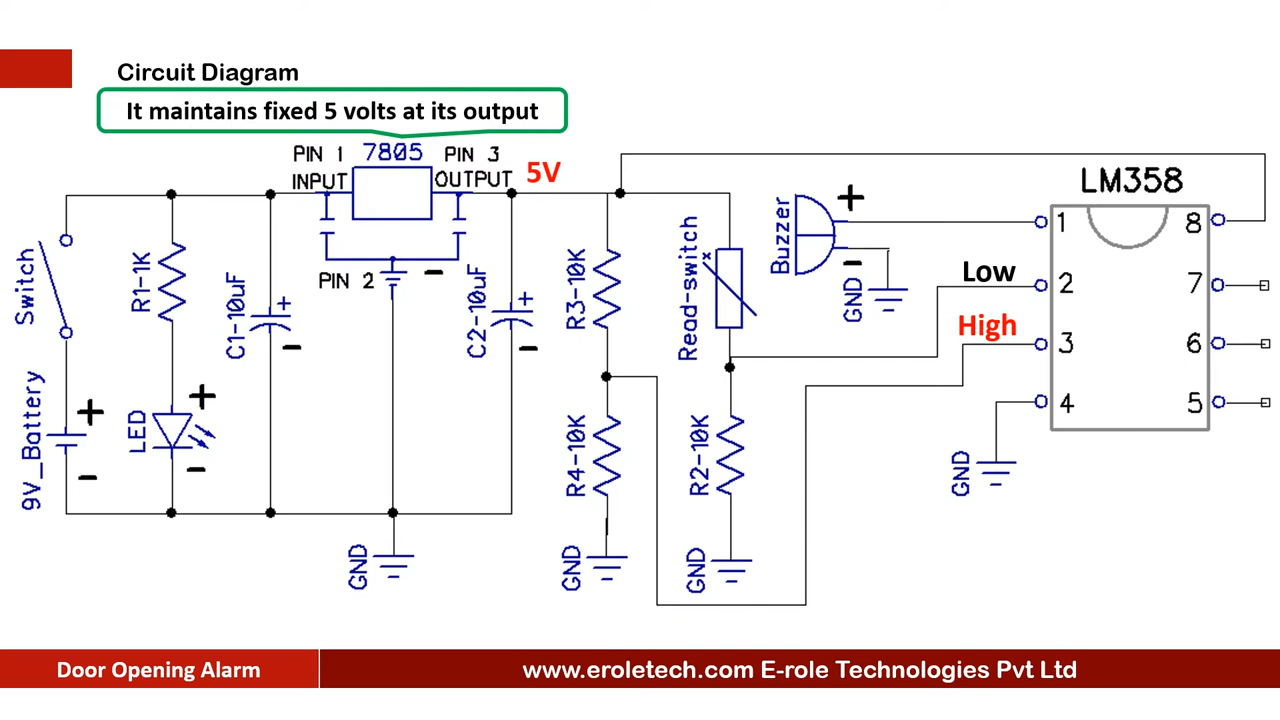 Circuit Diagram
It maintains fixed 5 volts at its output
PIN 1
7805
PIN 3
INPUT
OUTPUT
5V
PIN 2
-
Switch
R1-1K
C1-10uF
+
-
C2-10uF
+
-
R3-10K
Read-switch
Buzzer
+
-
GND
LM358
1
8
Low
2
7
High
3
6
4
5
9V_Battery
+
-
LED
+
-
R4-10K
R2-10K
GND
GND
GND
GND
Door Opening Alarm
www.eroletech.com E-role Technologies Pvt Ltd